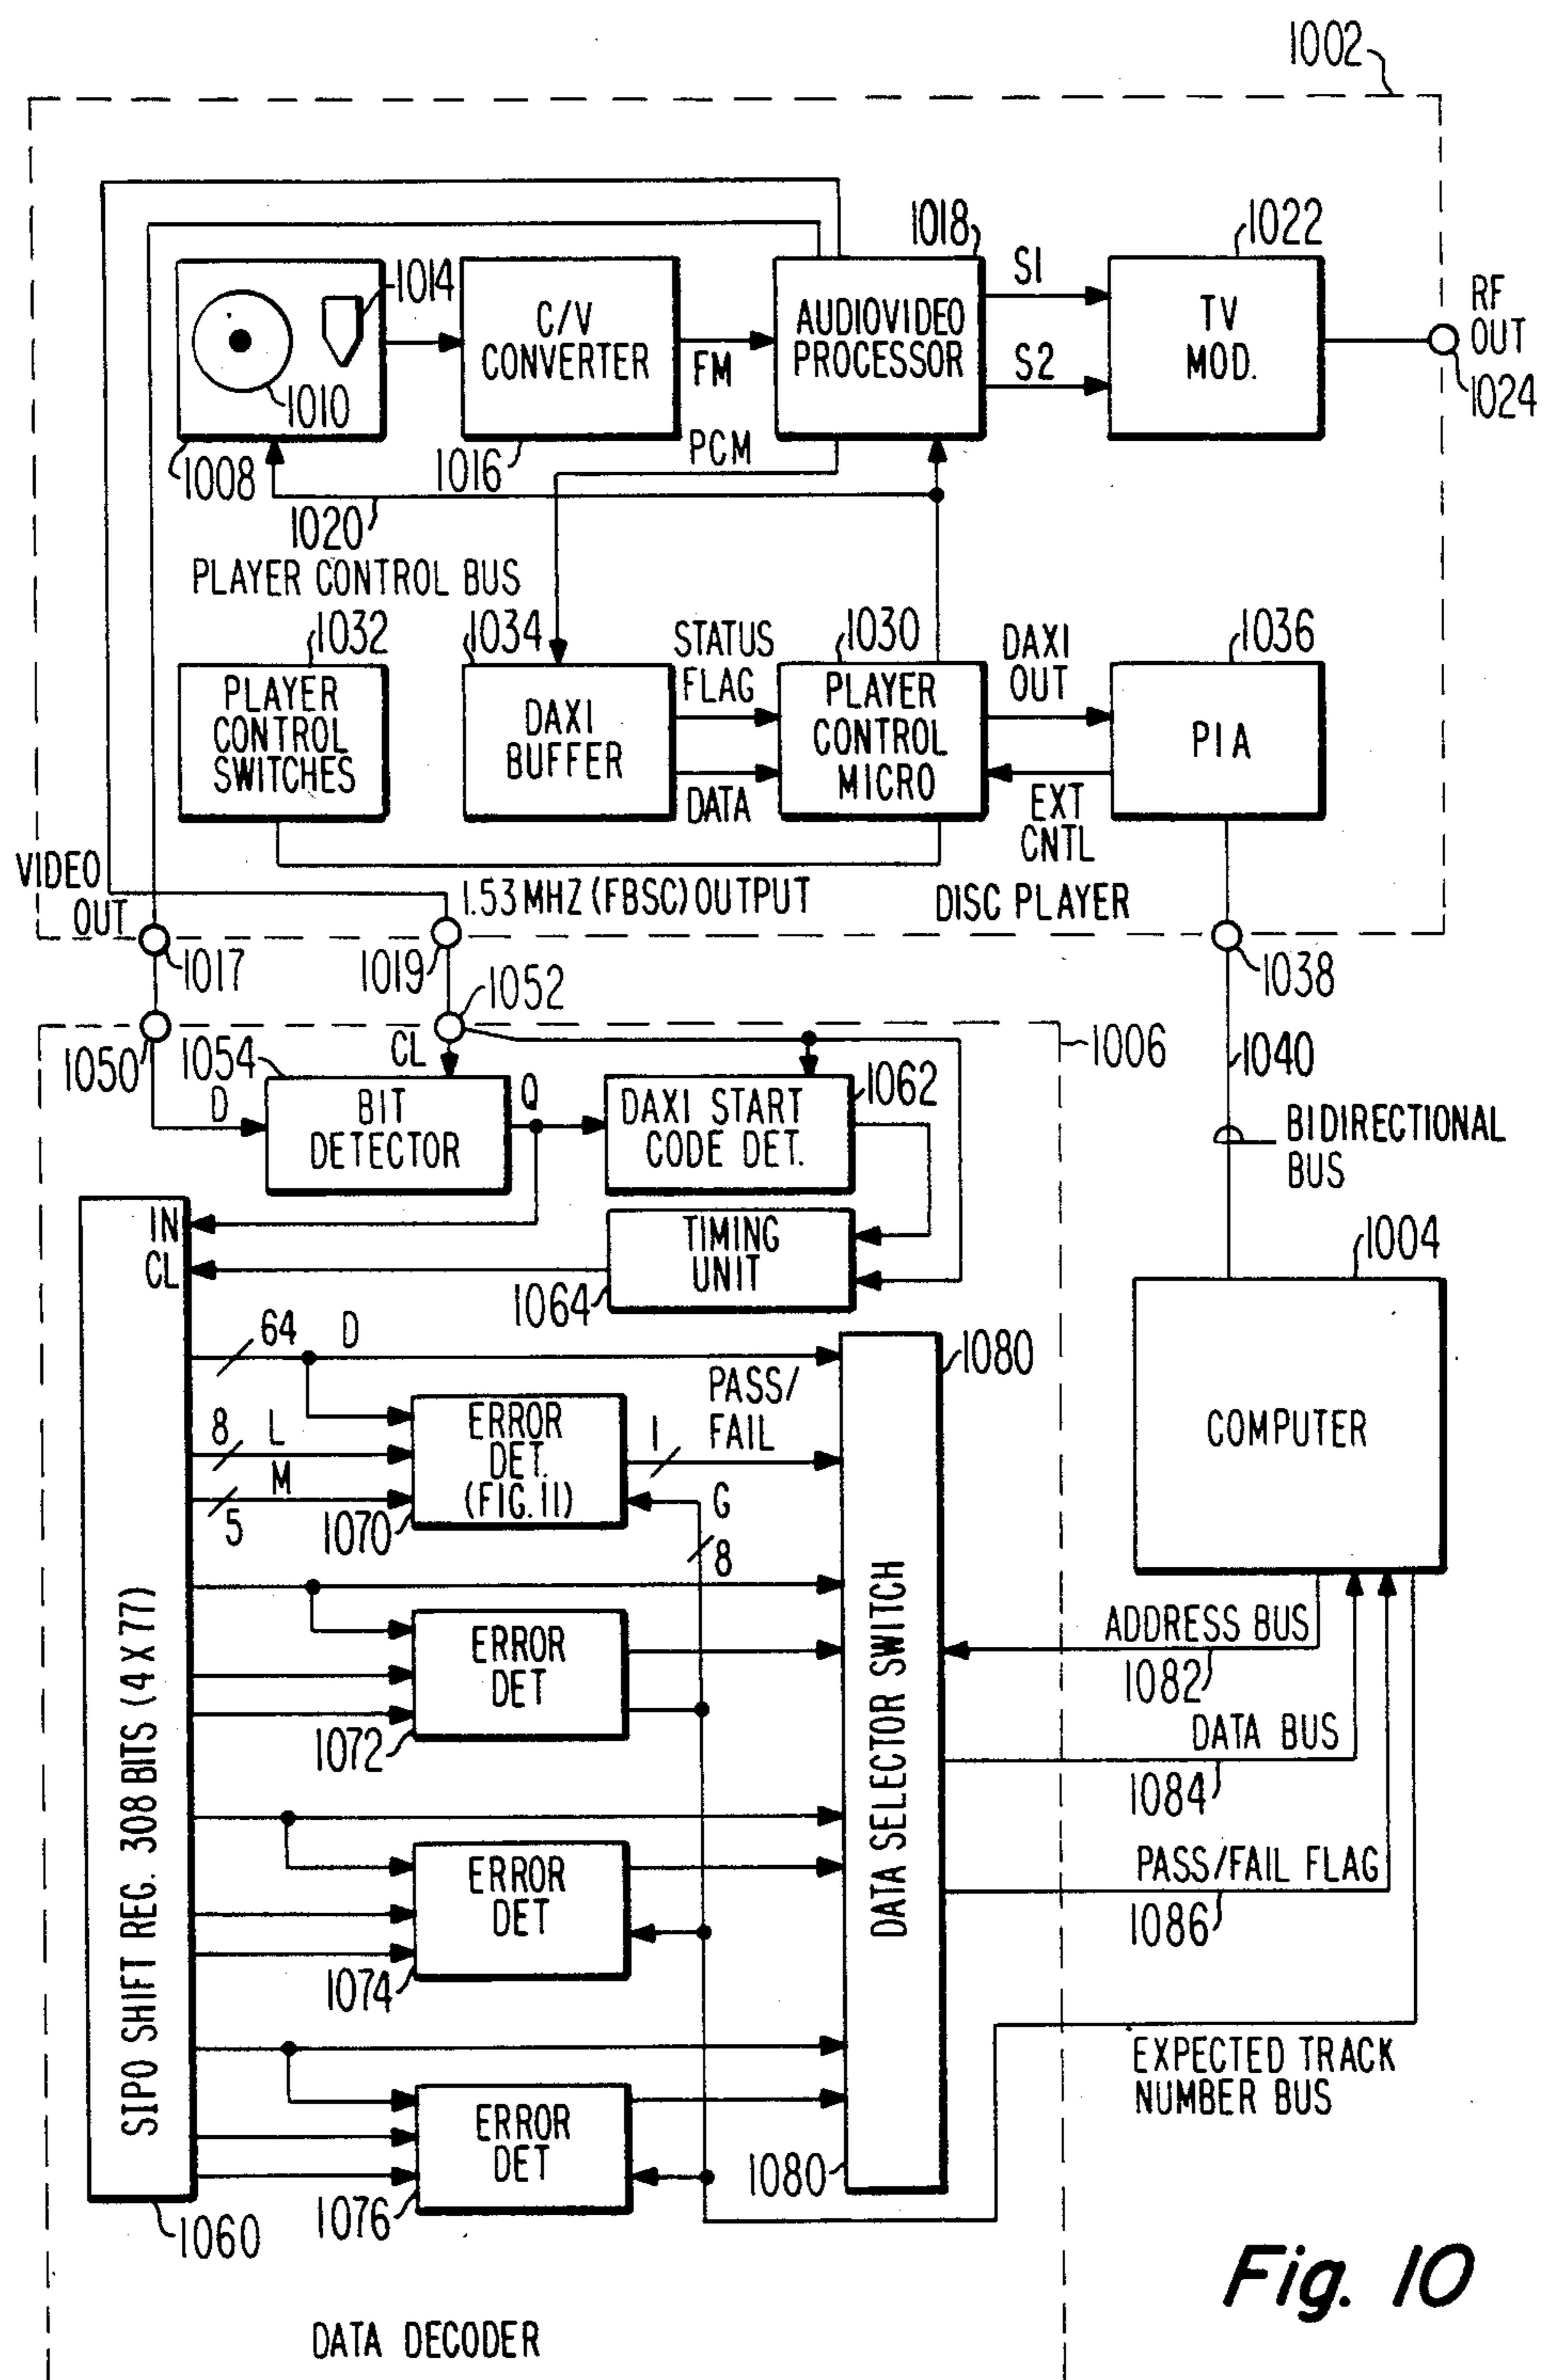 1002
1018
1022
S1
RF
OUT
1024
1014
C/V
CONVERTER
FM
AUDIOVIDEO
PROCESSOR
S2
TV
MOD.
1010
1008
1016
PCM
1020
PLAYER CONTROL BUS
1032
1034
STATUS
FLAG
1030
DAXI
OUT
1036
PLAYER
CONTROL
SWITCHES
DAXI
BUFFER
DATA
PLAYER
CONTROL
MICRO
PIA
EXT
CNTL
VIDEO
OUT
1.53 MHZ (FBSC) OUTPUT
DISC PLAYER
1017
1019
1052
1038
1050
1054
CL
1062
1006
1040
D
BIT
DETECTOR
Q
DAXI START
CODE DET.
BIDIRECTIONAL
BUS
IN
CL
TIMING
UNIT
1064
1004
64 D
1080
COMPUTER
8 L
M
5
ERROR
DET.
(FIG. 11)
1070
1
PASS/
FAIL
G
8
SIPO SHIFT REG. 308 BITS (4 X 77)
DATA SELECTOR SWITCH
ERROR
DET
1072
ADDRESS BUS
1082
DATA BUS
1084
ERROR
DET
1074
PASS/FAIL FLAG
1086
ERROR
DET
1076
1080
EXPECTED TRACK
NUMBER BUS
1060
DATA DECODER
Fig. 10